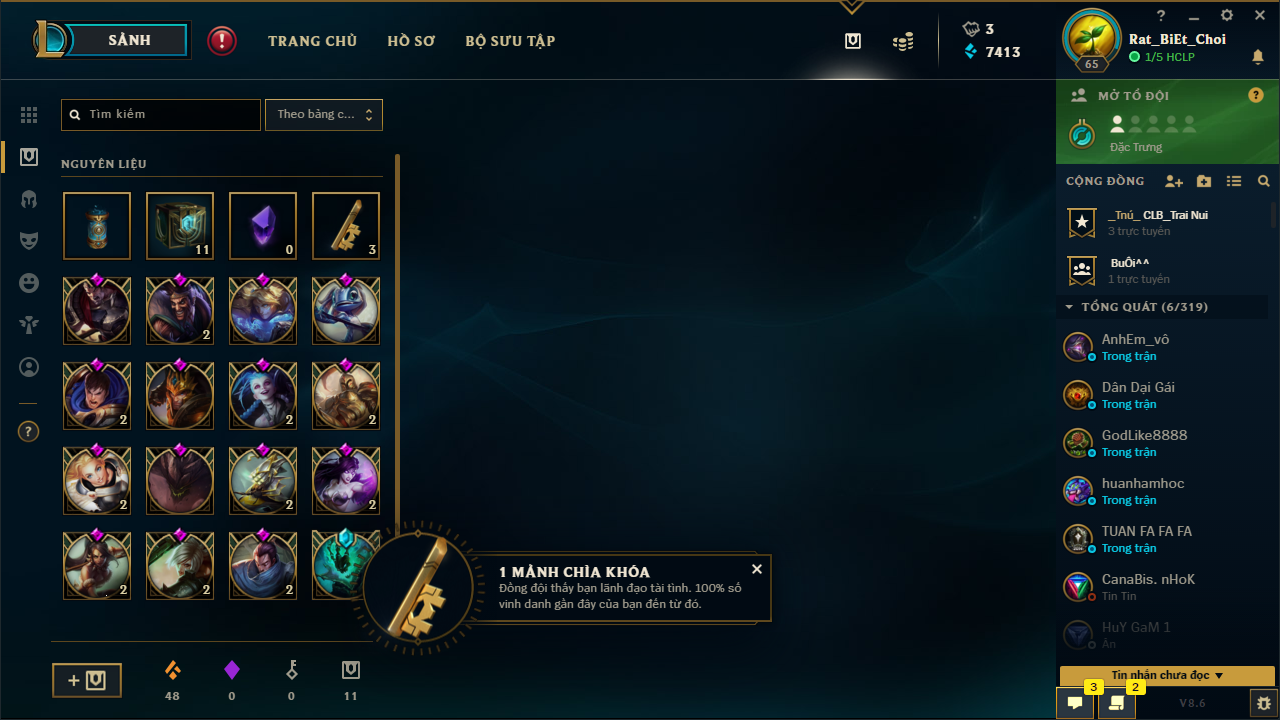 SẢNH
TRANG CHỦ
HỒ SƠ
BỘ SƯU TẬP
3
7413
65
Rat_BiEt_Choi
1/5 HCLP
Tìm kiếm
Theo bảng c...
NGUYÊN LIỆU
11
0
3
2
2
2
2
2
2
2
2
2
2
1 MẢNH CHÌA KHÓA
Đồng đội thấy bạn lãnh đạo tài tình. 100% số
vinh danh gần đây của bạn đến từ đó.
48
0
0
11
MỞ TỔ ĐỘI
?
Đặc Trưng
CỘNG ĐỒNG
_Tnú_ CLB_Trai Nui
3 trực tuyến
BuÔi^^
1 trực tuyến
TỔNG QUÁT (6/319)
AnhEm_vô
Trong trận
Dân Dại Gái
Trong trận
GodLike8888
Trong trận
huanhamhoc
Trong trận
TUAN FA FA FA
Trong trận
CanaBis. nHoK
Tin Tin
HuY GaM 1
Ẩn
Tin nhắn chưa đọc
3
2
V8.6